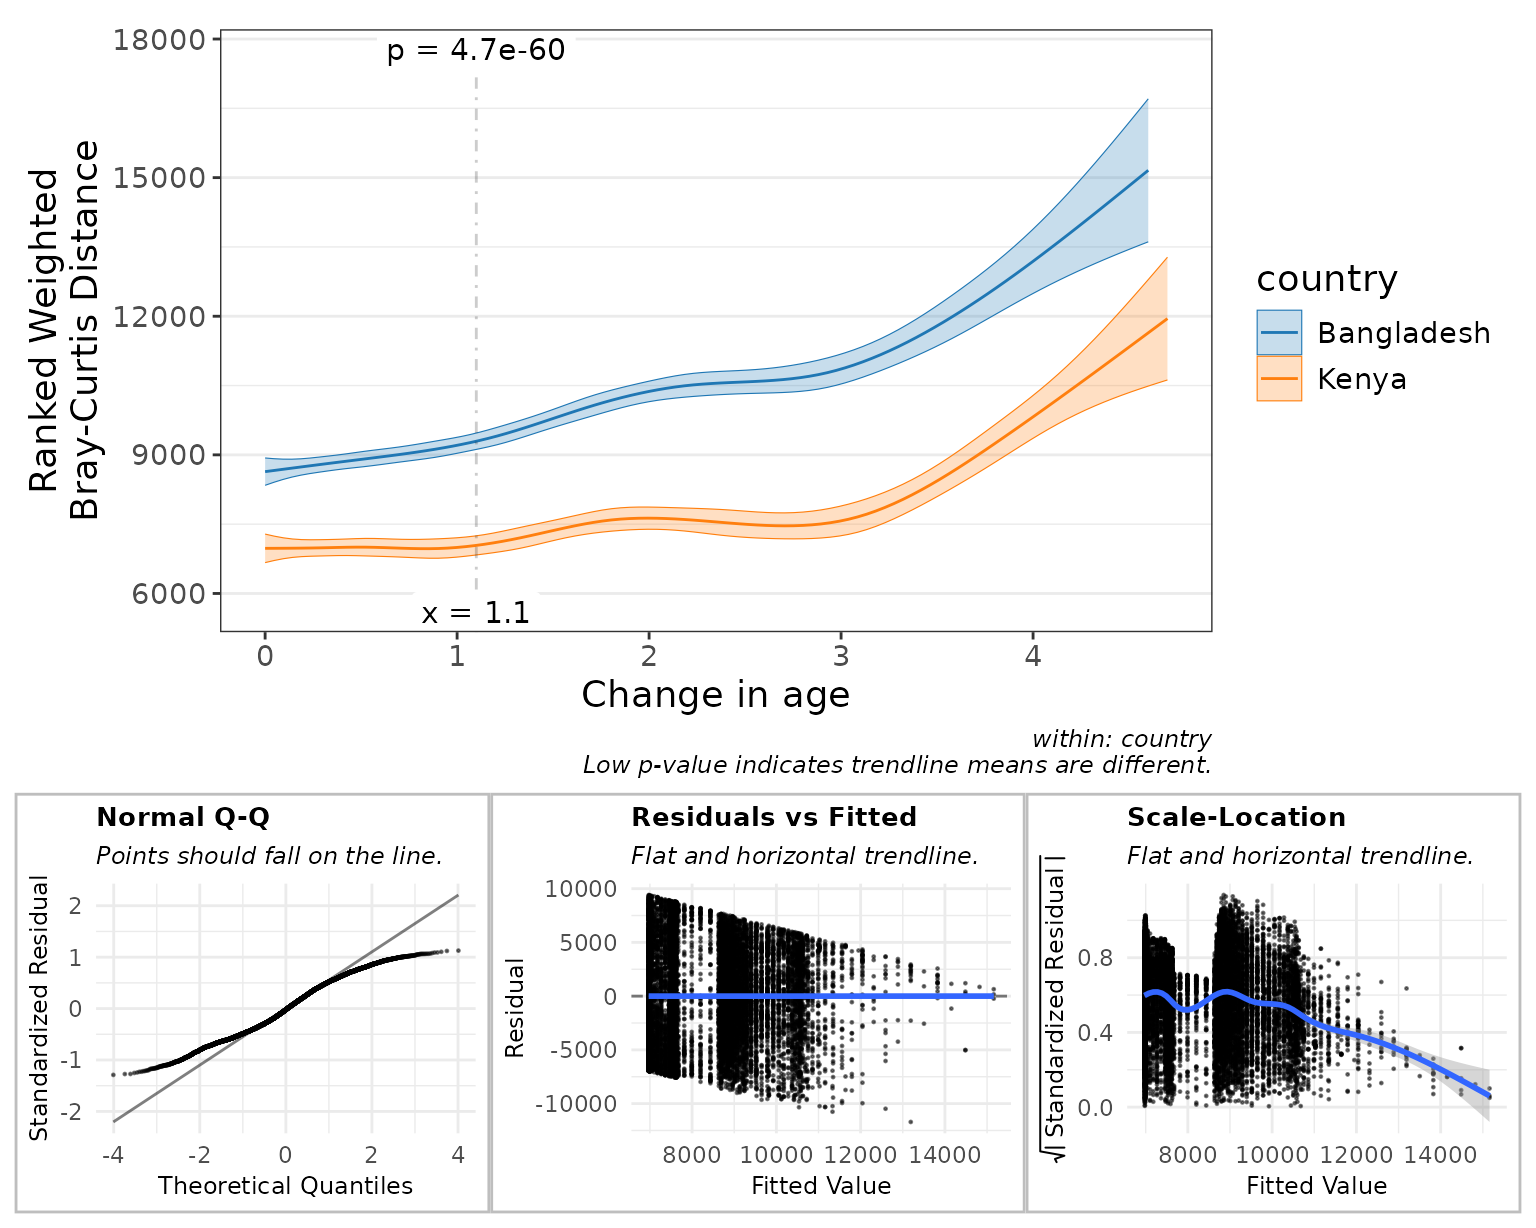 18000
15000
12000
9000
6000
Ranked Weighted
Bray-Curtis Distance
p = 4.7e-60
x = 1.1
0 1 2 3 4
Change in age
country
Bangladesh
Kenya
within: country
Low p-value indicates trendline means are different.
Normal Q-Q
Points should fall on the line.
Standardized Residual
2
1
0
-1
-2
-4 -2 0 2 4
Theoretical Quantiles
Residuals vs Fitted
Flat and horizontal trendline.
Residual
10000
5000
0
-5000
-10000
8000 10000 12000 14000
Fitted Value
Scale-Location
Flat and horizontal trendline.
√| Standardized Residual |
0.8
0.4
0.0
8000 10000 12000 14000
Fitted Value